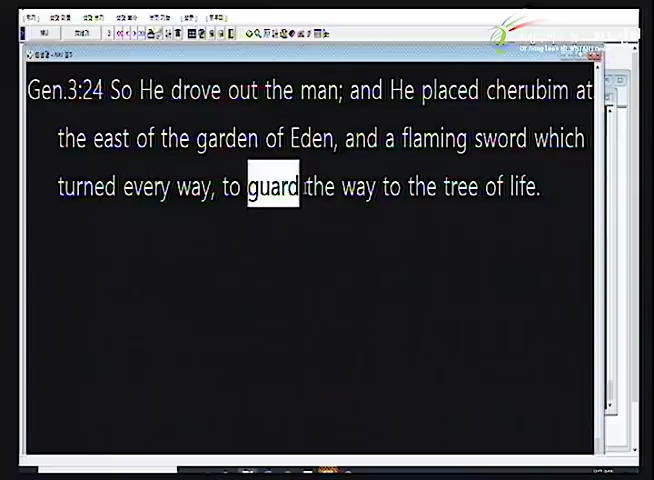 Gen.3:24 So He drove out the man; and He placed cherubim at
the east of the garden of Eden, and a flaming sword which
turned every way, to guard the way to the tree of life.